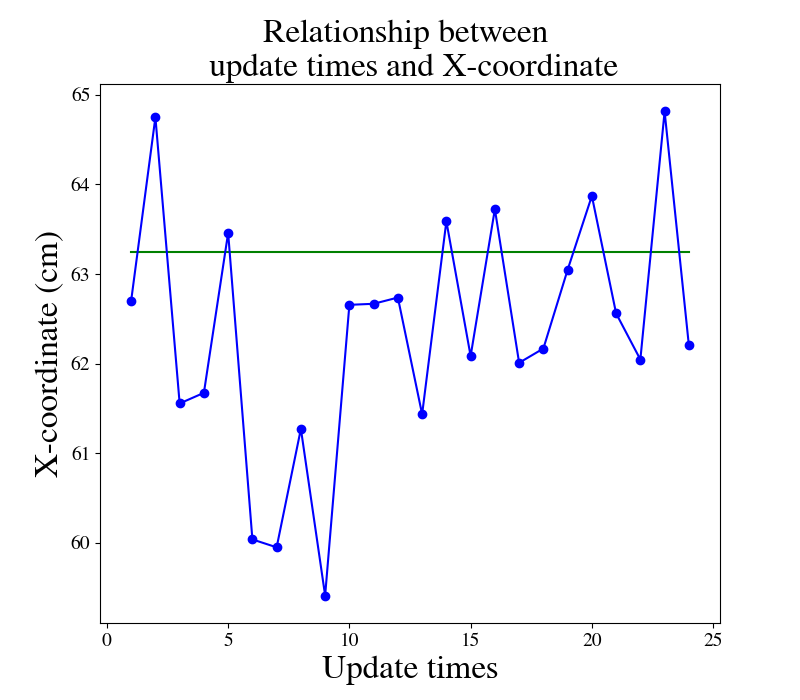 Relationship between
update times and X-coordinate
X-coordinate (cm)
65
64
63
62
61
60
0 5 10 15 20 25
Update times